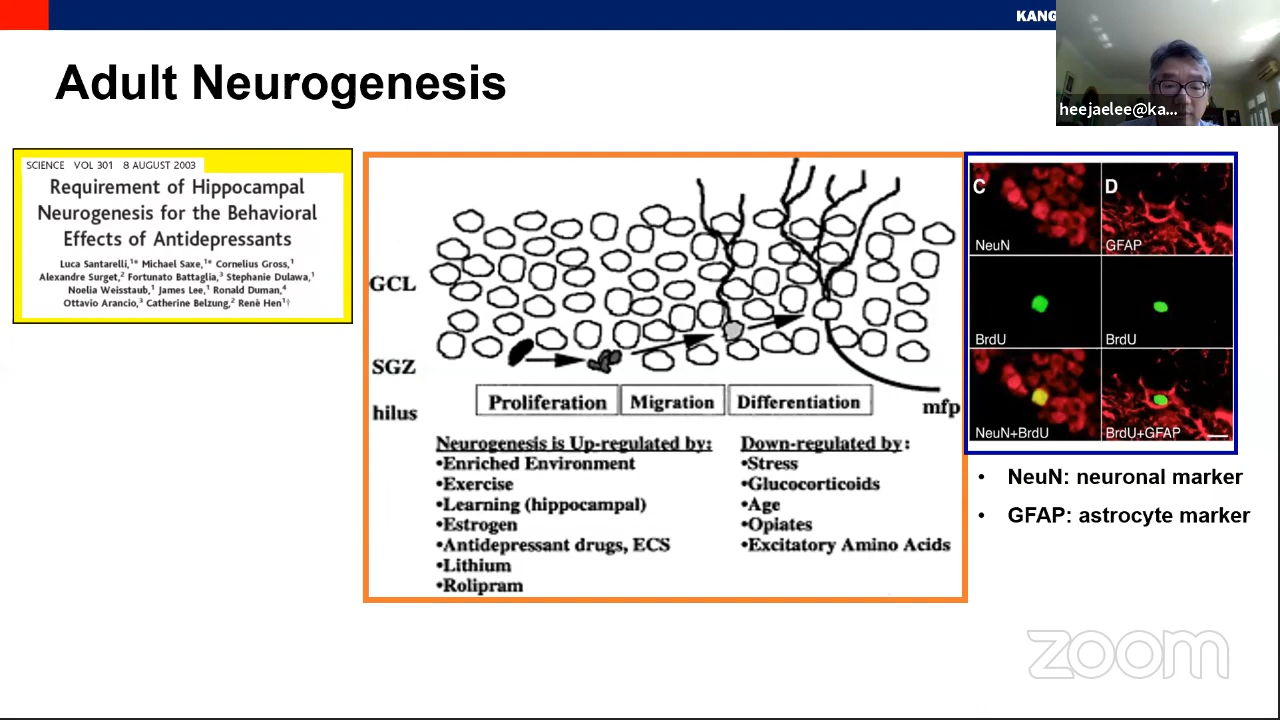 KANG
heejaelee@ka...
Adult Neurogenesis
SCIENCE VOL 301 8 AUGUST 2003
Requirement of Hippocampal
Neurogenesis for the Behavioral
Effects of Antidepressants
Luca Santarelli,¹* Michael Saxe,¹* Cornelius Gross,¹
Alexandre Surget,² Fortunato Battaglia,³ Stephanie Dulawa,¹
Noelia Weisstaub,¹ James Lee,¹ Ronald Duman,⁴
Ottavio Arancio,³ Catherine Belzung,² Renè Hen¹†
GCL
SGZ
hilus
mfp
Proliferation
Migration
Differentiation
Neurogenesis is Up-regulated by:
•Enriched Environment
•Exercise
•Learning (hippocampal)
•Estrogen
•Antidepressant drugs, ECS
•Lithium
•Rolipram
Down-regulated by:
•Stress
•Glucocorticoids
•Age
•Opiates
•Excitatory Amino Acids
C
NeuN
D
GFAP
BrdU
BrdU
NeuN+BrdU
BrdU+GFAP
• NeuN: neuronal marker
• GFAP: astrocyte marker
zoom